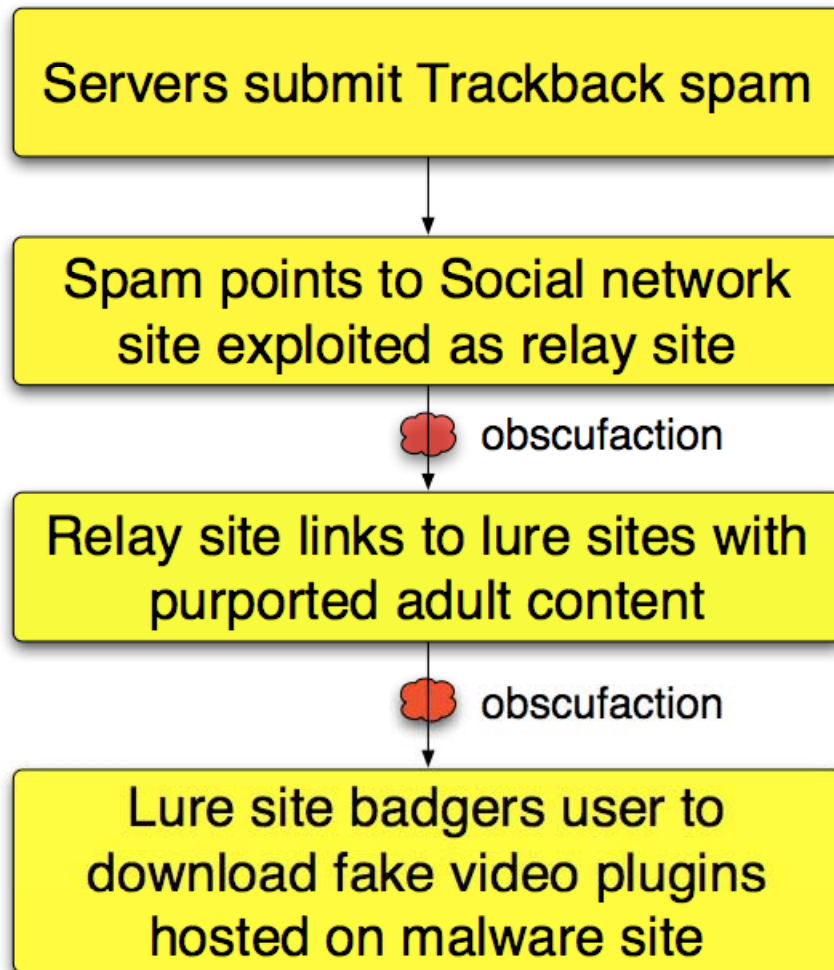 Servers submit Trackback spam
Spam points to Social network
site exploited as relay site
obscufaction
Relay site links to lure sites with
purported adult content
obscufaction
Lure site badgers user to
download fake video plugins
hosted on malware site